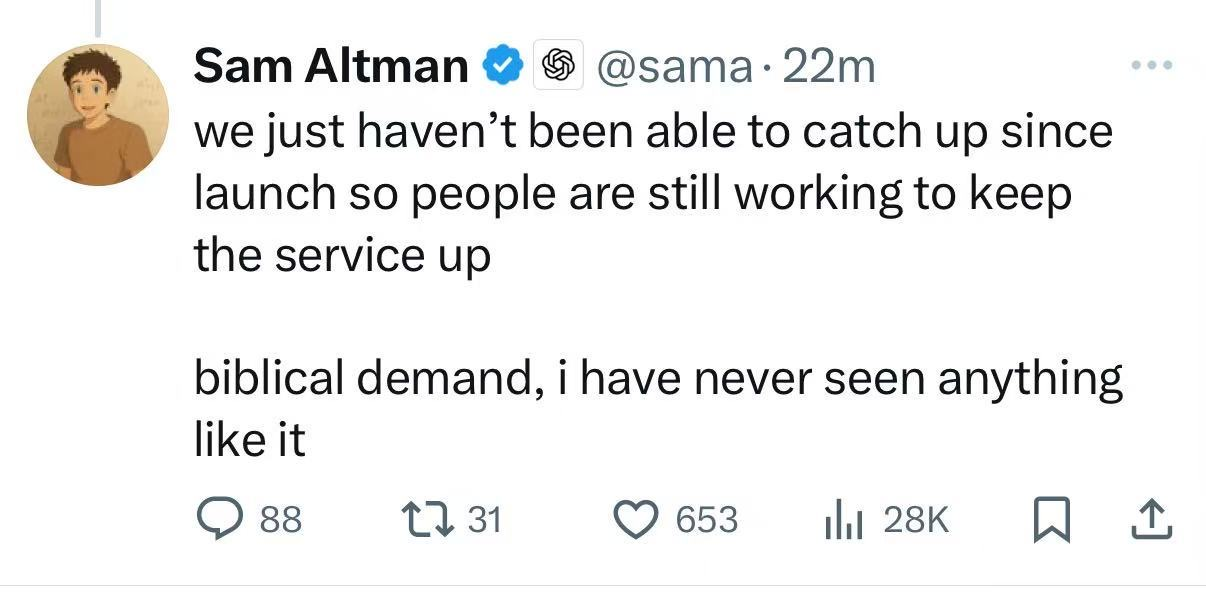 Sam Altman @sama · 22m
we just haven’t been able to catch up since
launch so people are still working to keep
the service up
biblical demand, i have never seen anything
like it
88 31 653 28K